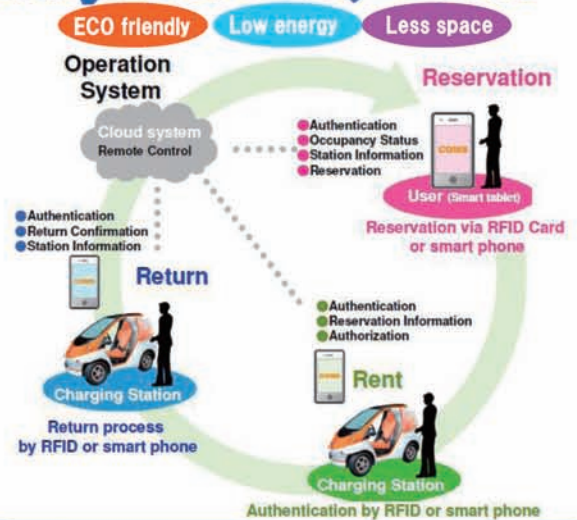 ECO friendly
Low energy
Less space
Operation
System
Cloud system
Remote Control
Reservation
Authentication
Occupancy Status
Station Information
Reservation
COMS
User (Smart tablet)
Reservation via RFID Card
or smart phone
Authentication
Return Confirmation
Station Information
Return
Charging Station
Return process
by RFID or smart phone
Authentication
Reservation Information
Authorization
Rent
Charging Station
Authentication by RFID or smart phone